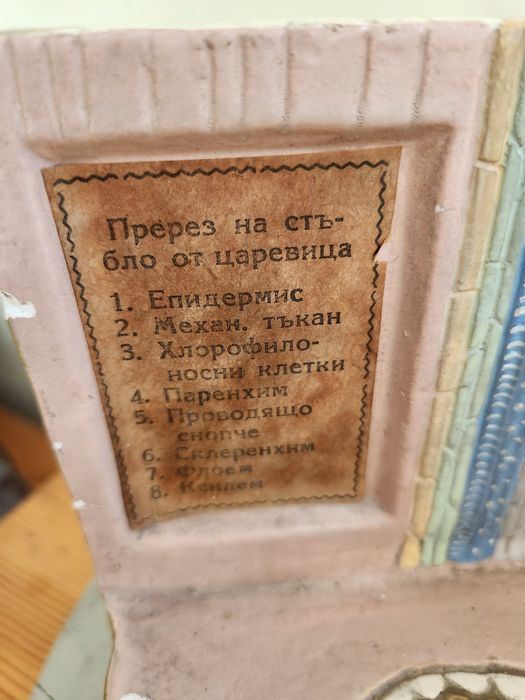 Пререз на стъ-
бло от царевица
1. Епидермис
2. Механ. тъкан
3. Хлорофило-
носни клетки
4. Паренхим
5. Проводящо
снопче
6. Склеренхим
7. Флоем
8. Ксилем